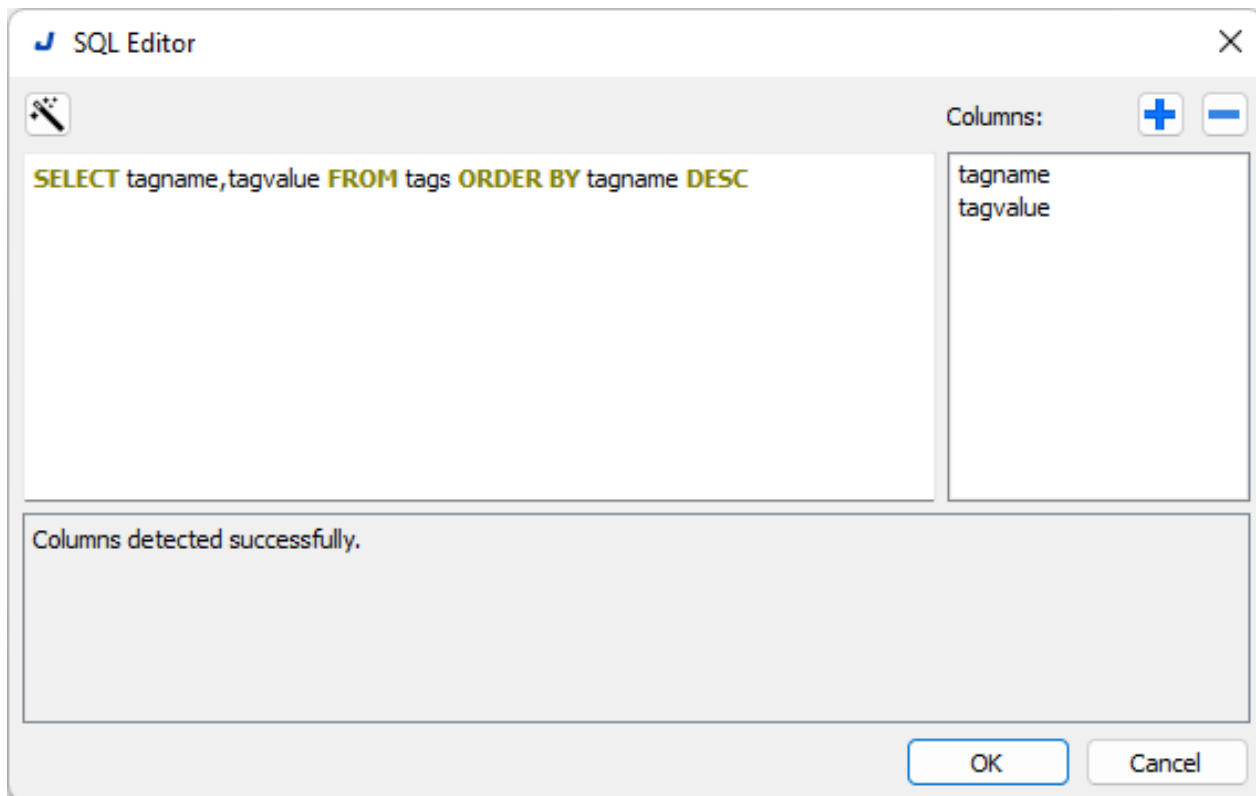 SQL Editor
Columns:
SELECT tagname,tagvalue FROM tags ORDER BY tagname DESC
tagname
tagvalue
Columns detected successfully.
OK
Cancel